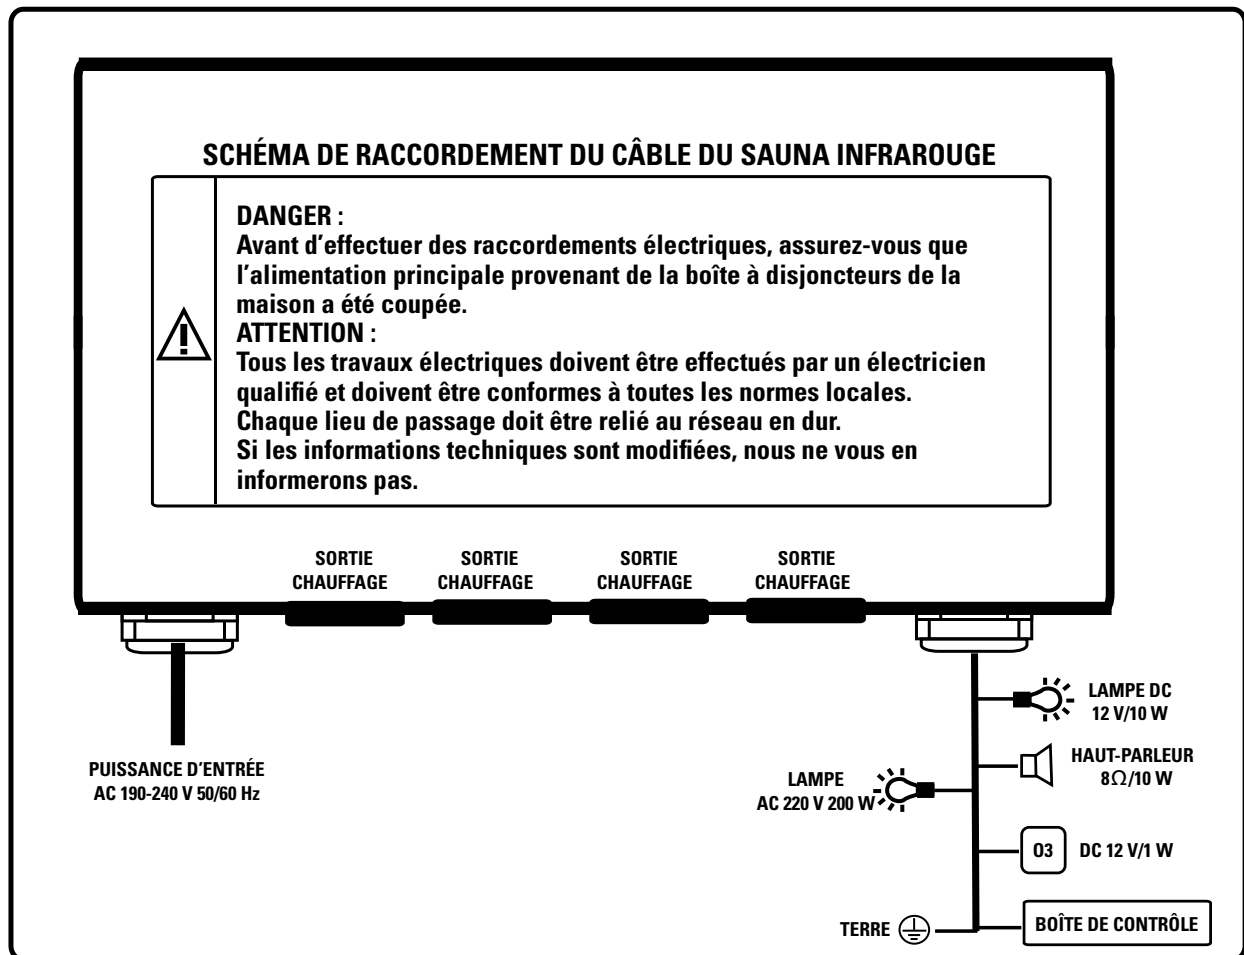 SCHÉMA DE RACCORDEMENT DU CÂBLE DU SAUNA INFRAROUGE
DANGER :
Avant d’effectuer des raccordements électriques, assurez-vous que
l’alimentation principale provenant de la boîte à disjoncteurs de la
maison a été coupée.
ATTENTION :
Tous les travaux électriques doivent être effectués par un électricien
qualifié et doivent être conformes à toutes les normes locales.
Chaque lieu de passage doit être relié au réseau en dur.
Si les informations techniques sont modifiées, nous ne vous en
informerons pas.
SORTIE
CHAUFFAGE
SORTIE
CHAUFFAGE
SORTIE
CHAUFFAGE
SORTIE
CHAUFFAGE
PUISSANCE D’ENTRÉE
AC 190-240 V 50/60 Hz
LAMPE DC
12 V/10 W
HAUT-PARLEUR
8Ω/10 W
LAMPE
AC 220 V 200 W
03
DC 12 V/1 W
TERRE
BOÎTE DE CONTRÔLE